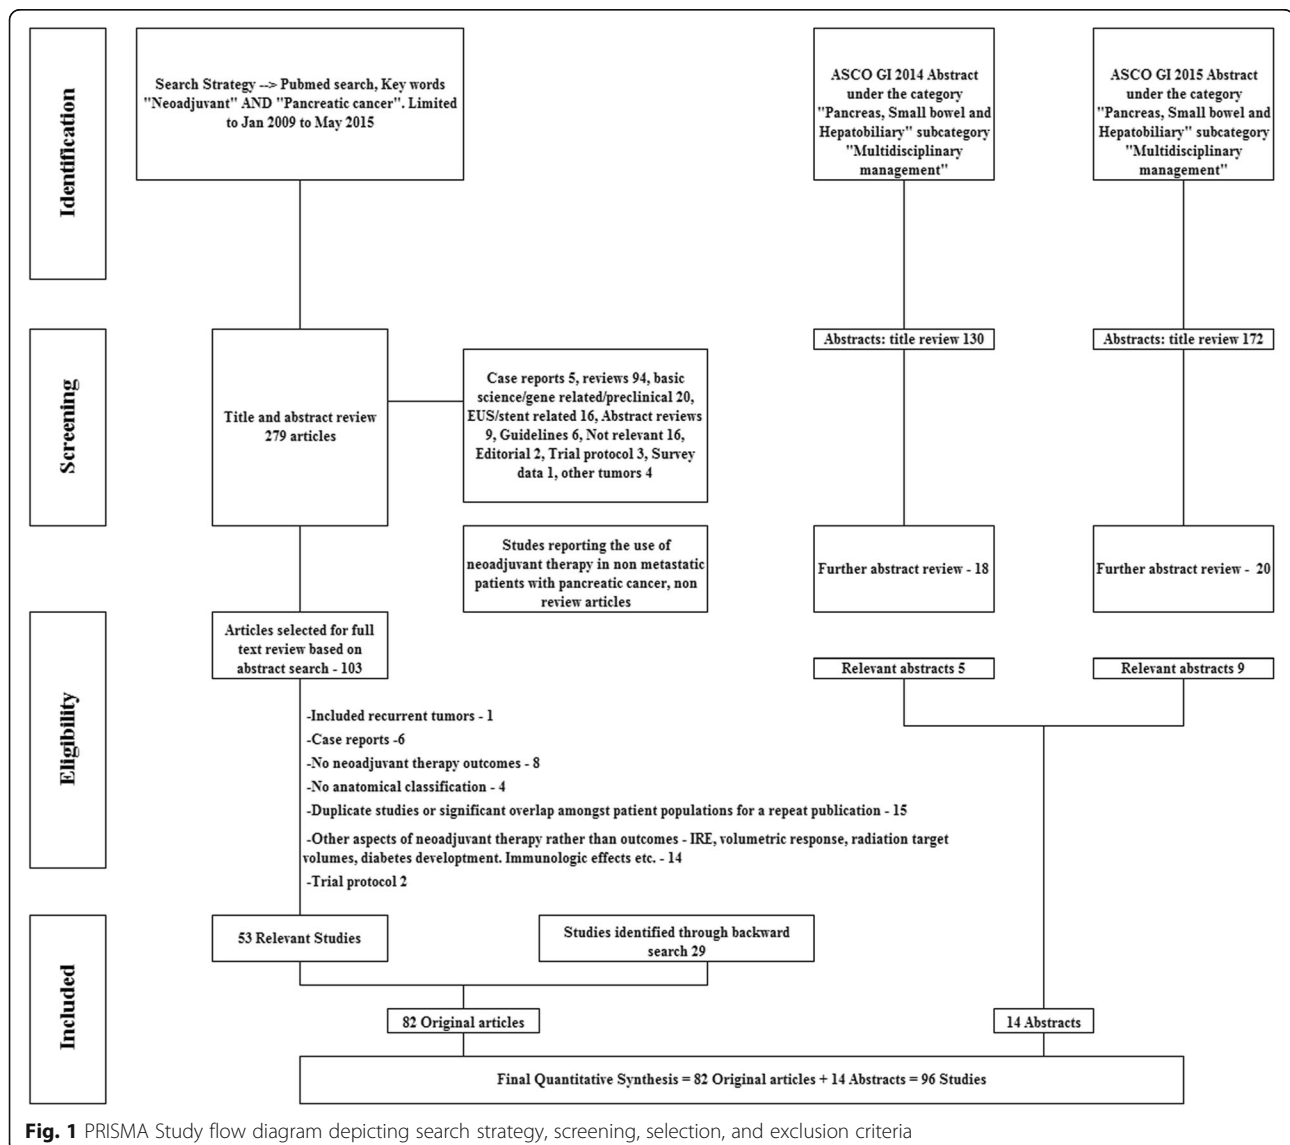 Identification
Search Strategy --> Pubmed search, Key words
"Neoadjuvant" AND "Pancreatic cancer". Limited
to Jan 2009 to May 2015
ASCO GI 2014 Abstract
under the category
"Pancreas, Small bowel and
Hepatobiliary" subcategory
"Multidisciplinary
management"
ASCO GI 2015 Abstract
under the category
"Pancreas, Small bowel and
Hepatobiliary" subcategory
"Multidisciplinary
management"
Screening
Title and abstract review
279 articles
Case reports 5, reviews 94, basic
science/gene related/preclinical 20,
EUS/stent related 16, Abstract reviews
9, Guidelines 6, Not relevant 16,
Editorial 2, Trial protocol 3, Survey
data 1, other tumors 4
Abstracts: title review 130
Abstracts: title review 172
Studes reporting the use of
neoadjuvant therapy in non metastatic
patients with pancreatic cancer, non
review articles
Further abstract review - 18
Further abstract review - 20
Eligibility
Articles selected for full
text review based on
abstract search - 103
Relevant abstracts 5
Relevant abstracts 9
-Included recurrent tumors - 1
-Case reports -6
-No neoadjuvant therapy outcomes - 8
-No anatomical classification - 4
-Duplicate studies or significant overlap amongst patient populations for a repeat publication - 15
-Other aspects of neoadjuvant therapy rather than outcomes - IRE, volumetric response, radiation target
volumes, diabetes developtment. Immunologic effects etc. - 14
-Trial protocol 2
Included
53 Relevant Studies
Studies identified through backward
search 29
82 Original articles
14 Abstracts
Final Quantitative Synthesis = 82 Original articles + 14 Abstracts = 96 Studies
Fig. 1 PRISMA Study flow diagram depicting search strategy, screening, selection, and exclusion criteria